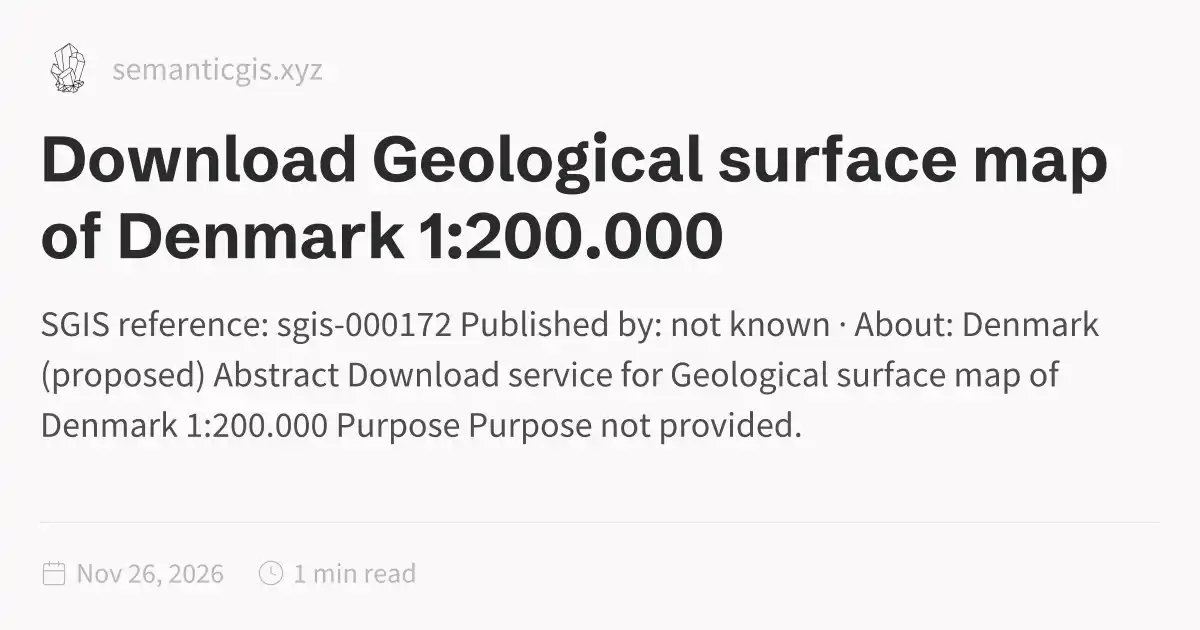 semanticgis.xyz
Download Geological surface map
of Denmark 1:200.000
SGIS reference: sgis-000172 Published by: not known · About: Denmark
(proposed) Abstract Download service for Geological surface map of
Denmark 1:200.000 Purpose Purpose not provided.
Nov 26, 2026 1 min read